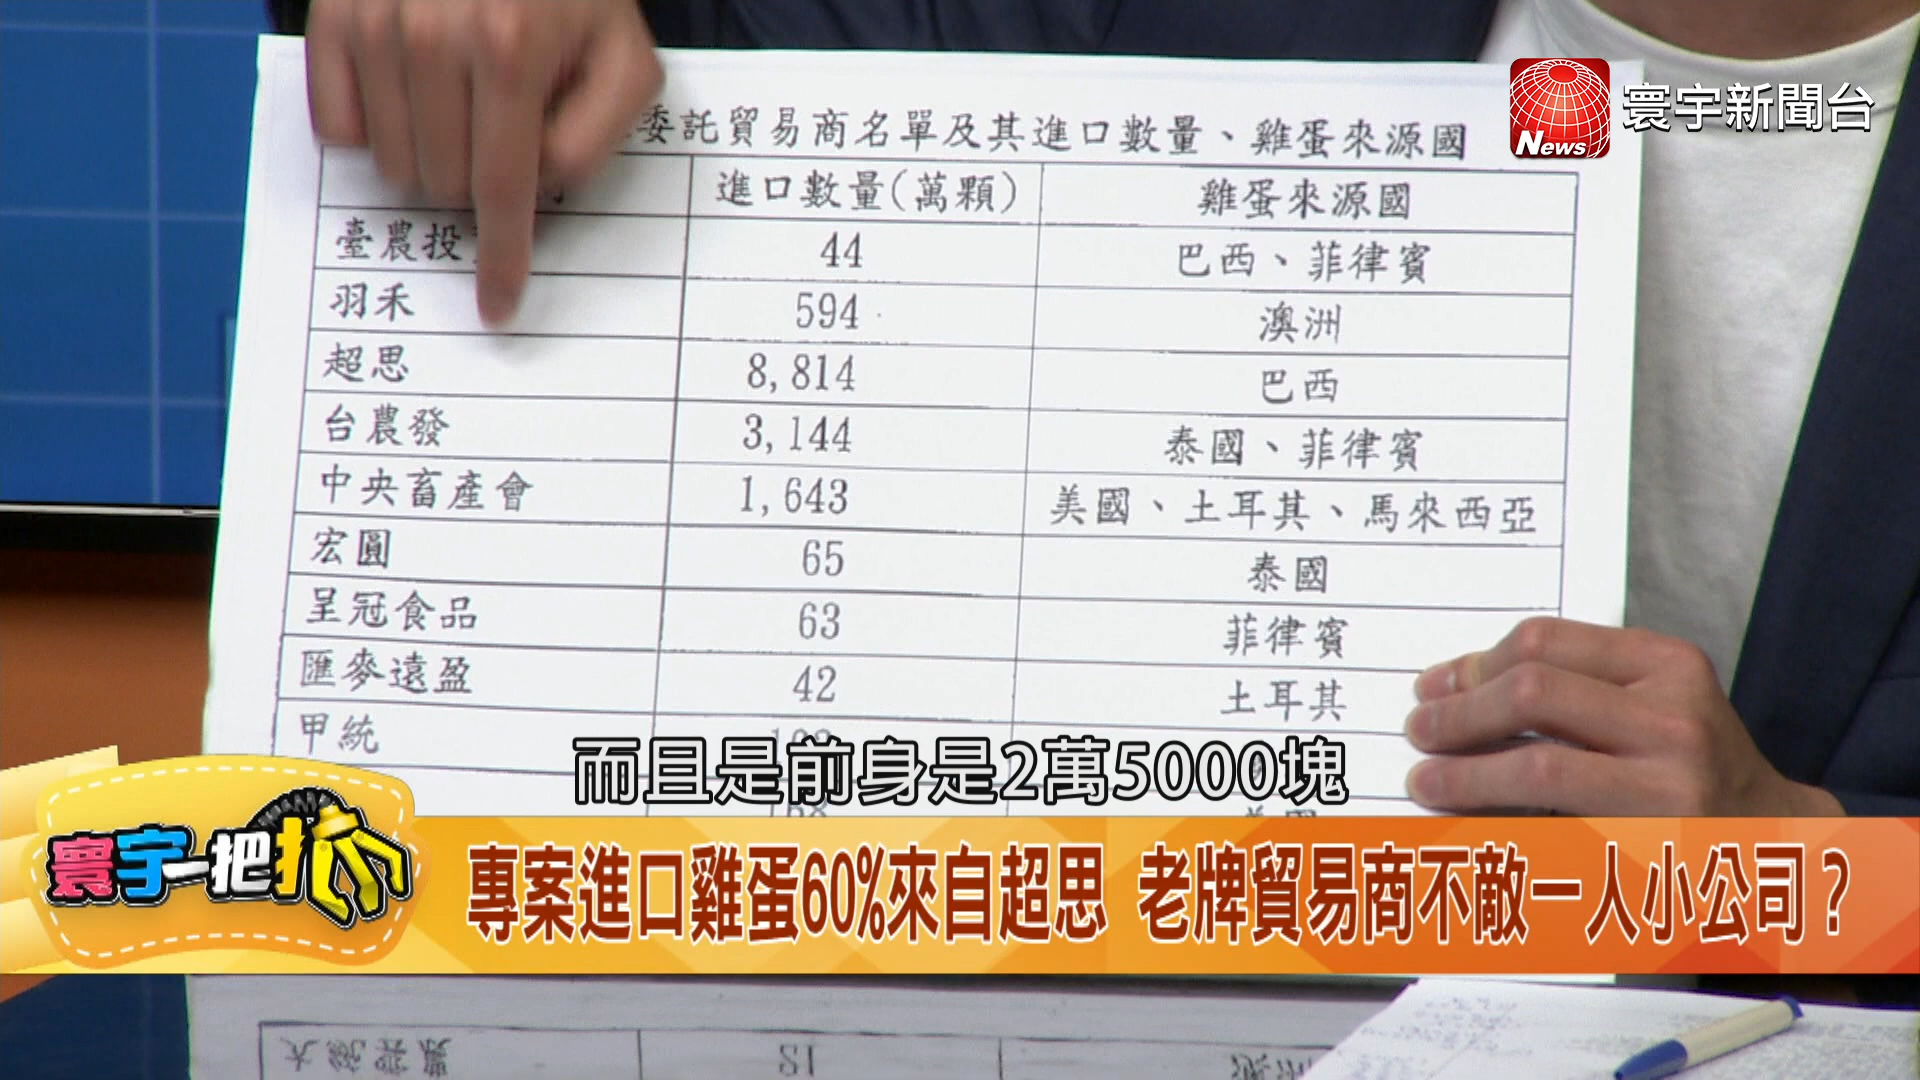 寰宇新聞台
News
委託貿易商名單及其進口數量、雞蛋來源國
進口數量(萬顆) 雞蛋來源國
臺農投 44 巴西、菲律賓
羽禾 594 澳洲
超思 8,814 巴西
台農發 3,144 泰國、菲律賓
中央畜產會 1,643 美國、土耳其、馬來西亞
宏圓 65 泰國
呈冠食品 63 菲律賓
匯麥遠盈 42 土耳其
甲統
而且是前身是2萬5000塊
寰宇一把抓
專案進口雞蛋60%來自超思 老牌貿易商不敵一人小公司？